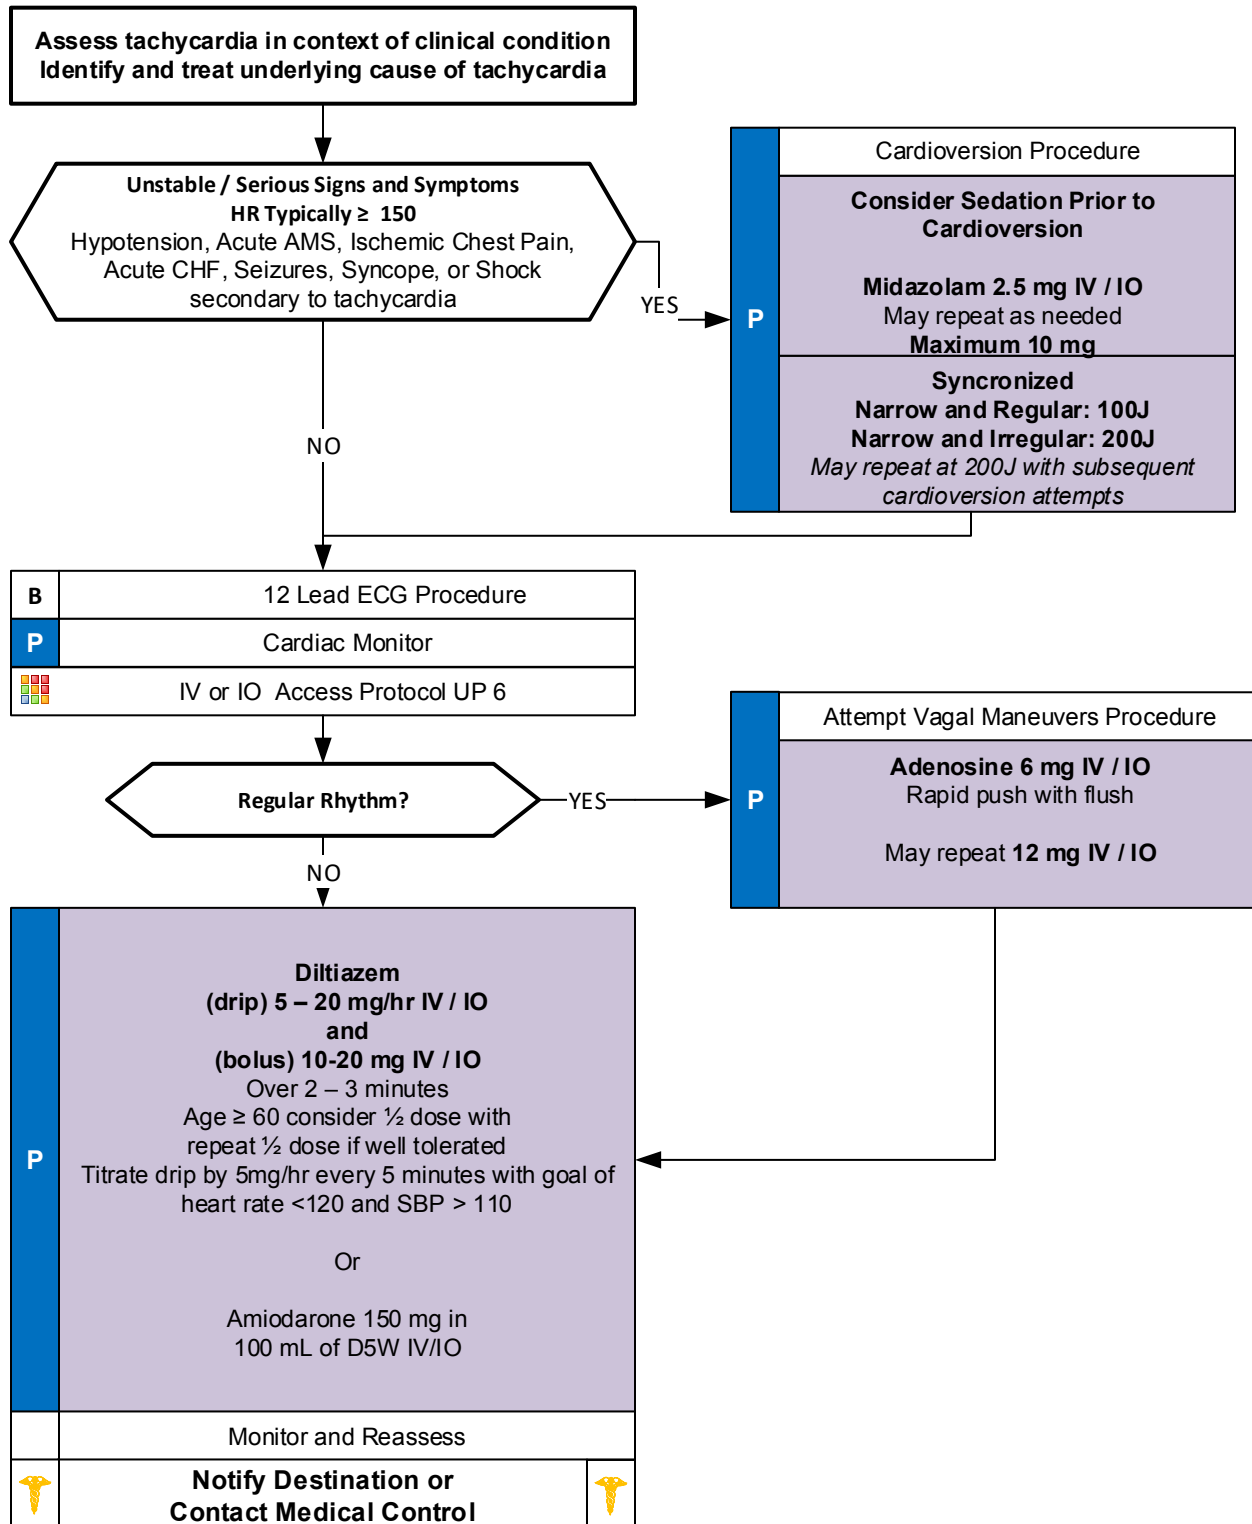 Assess tachycardia in context of clinical condition
Identify and treat underlying cause of tachycardia
Unstable / Serious Signs and Symptoms
HR Typically ≥ 150
Hypotension, Acute AMS, Ischemic Chest Pain,
Acute CHF, Seizures, Syncope, or Shock
secondary to tachycardia
YES
P
Cardioversion Procedure
Consider Sedation Prior to
Cardioversion
Midazolam 2.5 mg IV / IO
May repeat as needed
Maximum 10 mg
Syncronized
Narrow and Regular: 100J
Narrow and Irregular: 200J
May repeat at 200J with subsequent
cardioversion attempts
NO
B
12 Lead ECG Procedure
P
Cardiac Monitor
IV or IO Access Protocol UP 6
Regular Rhythm?
YES
P
Attempt Vagal Maneuvers Procedure
Adenosine 6 mg IV / IO
Rapid push with flush
May repeat 12 mg IV / IO
NO
P
Diltiazem
(drip) 5 – 20 mg/hr IV / IO
and
(bolus) 10-20 mg IV / IO
Over 2 – 3 minutes
Age ≥ 60 consider ½ dose with
repeat ½ dose if well tolerated
Titrate drip by 5mg/hr every 5 minutes with goal of
heart rate <120 and SBP > 110
Or
Amiodarone 150 mg in
100 mL of D5W IV/IO
Monitor and Reassess
Notify Destination or
Contact Medical Control